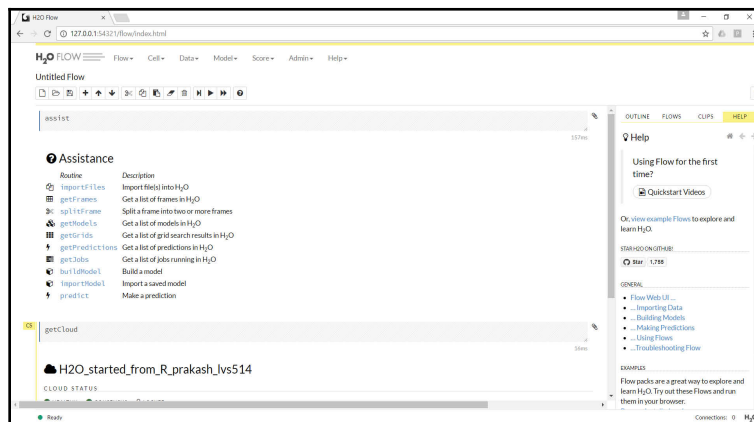 H2O Flow
127.0.0.1:54321/flow/index.html
H2O FLOW Flow Cell Data Model Score Admin Help
Untitled Flow
assist
157ms
Assistance
Routine Description
importFiles Import file(s) into H2O
getFrames Get a list of frames in H2O
splitFrame Split a frame into two or more frames
getModels Get a list of models in H2O
getGrids Get a list of grid search results in H2O
getPredictions Get a list of predictions in H2O
getJobs Get a list of jobs running in H2O
buildModel Build a model
importModel Import a saved model
predict Make a prediction
CS
getCloud
H2O_started_from_R_prakash_lvs514
CLOUD STATUS
Ready
OUTLINE FLOWS CLIPS HELP
Help
Using Flow for the first
time?
Quickstart Videos
Or, view example Flows to explore and
learn H2O.
STAR H2O ON GITHUB!
Star 1,788
GENERAL
Flow Web UI ...
... Importing Data
... Building Models
... Making Predictions
... Using Flows
...Troubleshooting Flow
EXAMPLES
Flow packs are a great way to explore and
learn H2O. Try out these Flows and run
them in your browser.
Connections: 0 H2O